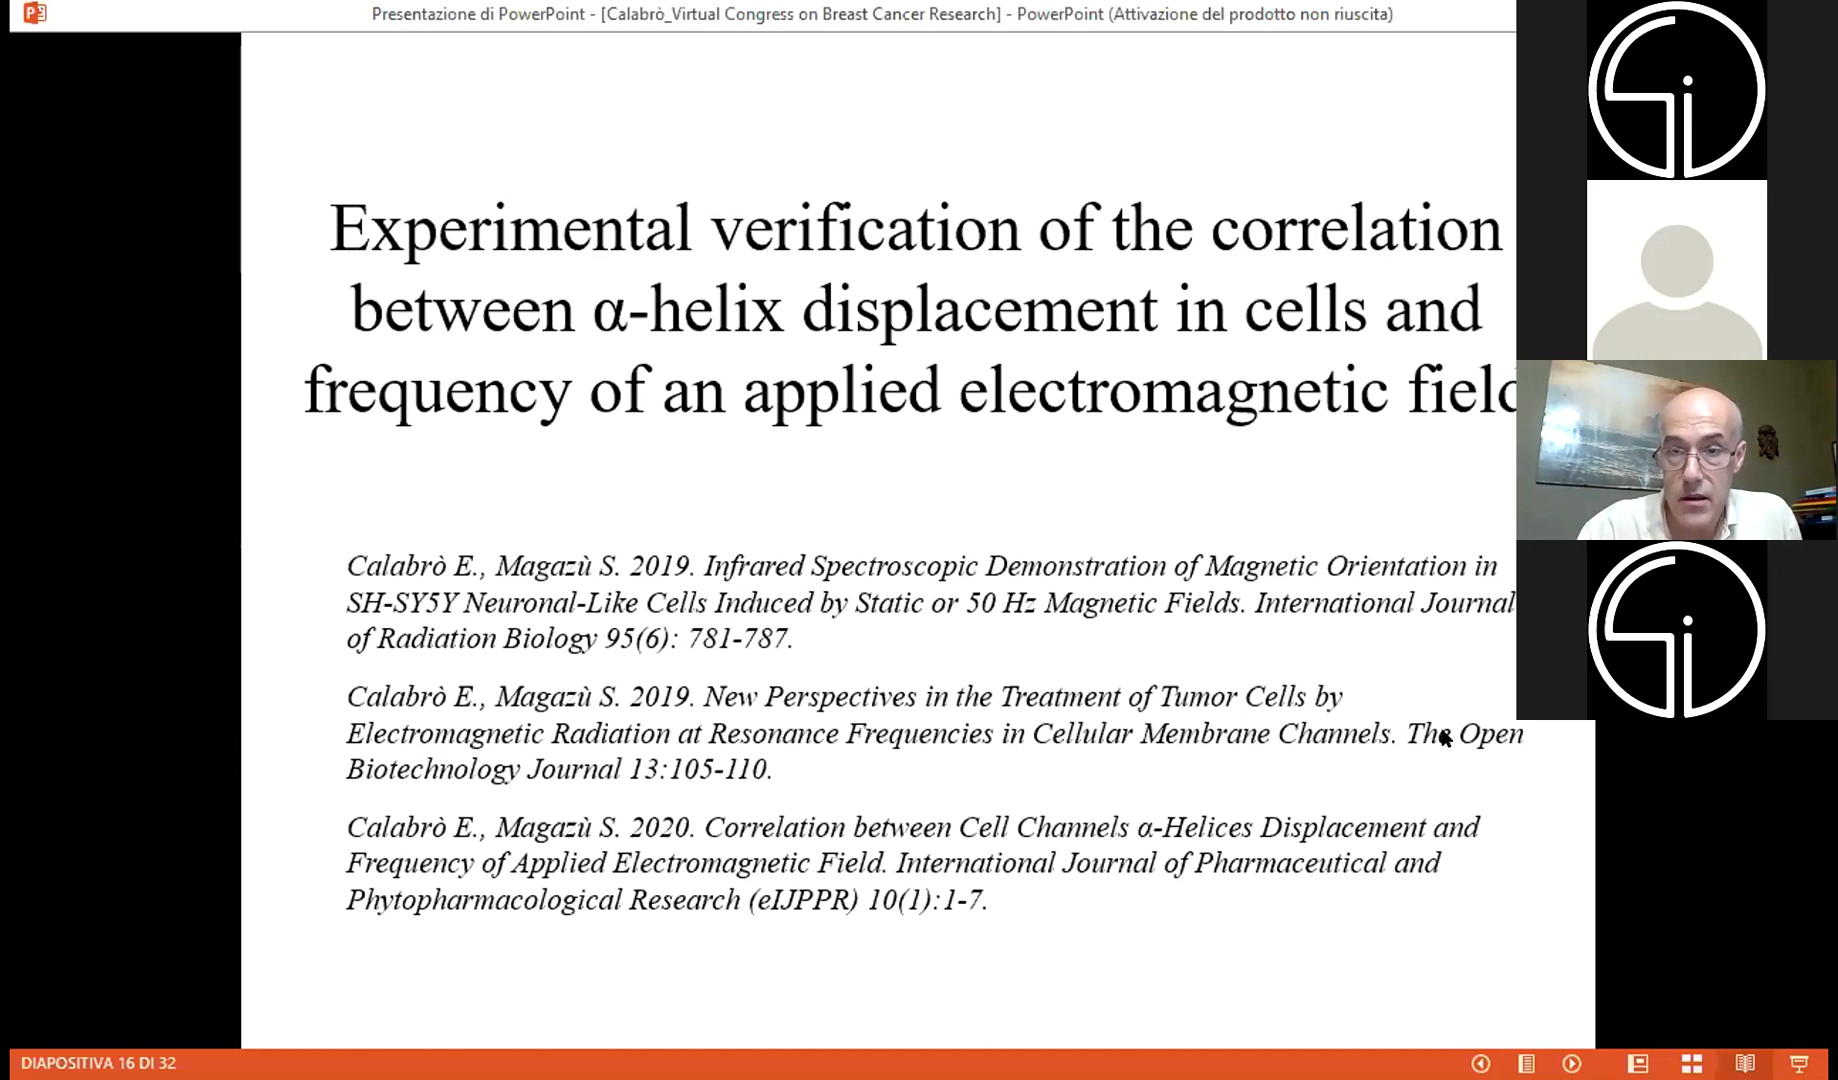 Presentazione di PowerPoint - [Calabrò_Virtual Congress on Breast Cancer Research] - PowerPoint (Attivazione del prodotto non riuscita)
Experimental verification of the correlation
between α-helix displacement in cells and
frequency of an applied electromagnetic field
Calabrò E., Magazù S. 2019. Infrared Spectroscopic Demonstration of Magnetic Orientation in
SH-SY5Y Neuronal-Like Cells Induced by Static or 50 Hz Magnetic Fields. International Journal
of Radiation Biology 95(6): 781-787.
Calabrò E., Magazù S. 2019. New Perspectives in the Treatment of Tumor Cells by
Electromagnetic Radiation at Resonance Frequencies in Cellular Membrane Channels. The Open
Biotechnology Journal 13:105-110.
Calabrò E., Magazù S. 2020. Correlation between Cell Channels α-Helices Displacement and
Frequency of Applied Electromagnetic Field. International Journal of Pharmaceutical and
Phytopharmacological Research (eIJPPR) 10(1):1-7.
DIAPOSITIVA 16 DI 32